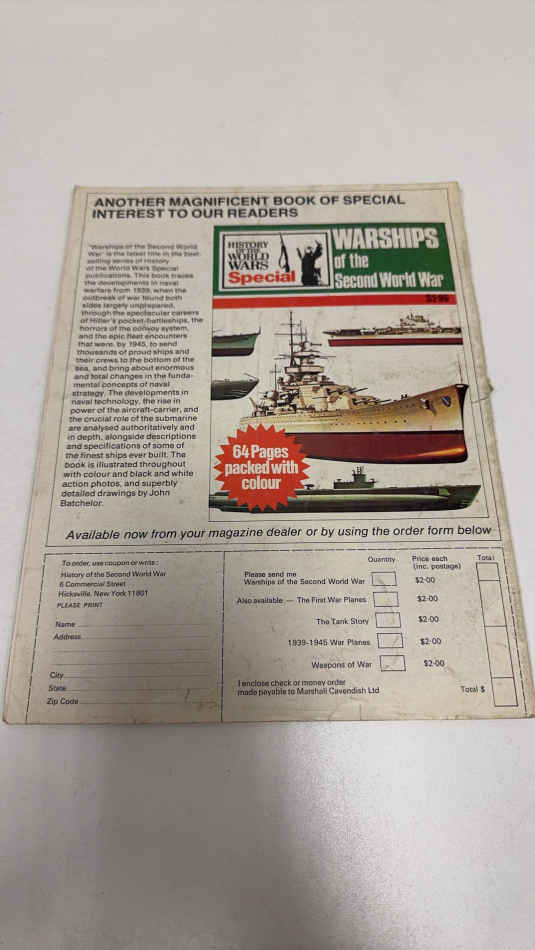 ANOTHER MAGNIFICENT BOOK OF SPECIAL
INTEREST TO OUR READERS
'Warships of the Second World
War' is the latest title in the best-
selling series of History
of the World Wars Special
publications. This book traces
the developments in naval
warfare from 1939, when the
outbreak of war found both
sides largely unprepared,
through the spectacular careers
of Hitler's pocket-battleships, the
horrors of the convoy system,
and the epic fleet encounters
that were, by 1945, to send
thousands of proud ships and
their crews to the bottom of the
sea, and bring about enormous
and total changes in the funda-
mental concepts of naval
strategy. The developments in
naval technology, the rise in
power of the aircraft-carrier, and
the crucial role of the submarine
are analysed authoritatively and
in depth, alongside descriptions
and specifications of some of
the finest ships ever built. The
book is illustrated throughout
with colour and black and white
action photos, and superbly
detailed drawings by John
Batchelor.
HISTORY
OF THE
WORLD
WARS
Special
WARSHIPS
of the
Second World War
64 Pages
packed with
colour
Available now from your magazine dealer or by using the order form below
To order, use coupon or write:
History of the Second World War
6 Commercial Street
Hicksville, New York 11801
PLEASE PRINT
Name
Address
City
State
Zip Code
Quantity
Price each
(inc. postage)
Total
Please send me
Warships of the Second World War
$2·00
Also available — The First War Planes
$2·00
The Tank Story
$2·00
1939-1945 War Planes
$2·00
Weapons of War
$2·00
I enclose check or money order
made payable to Marshall Cavendish Ltd
Total $